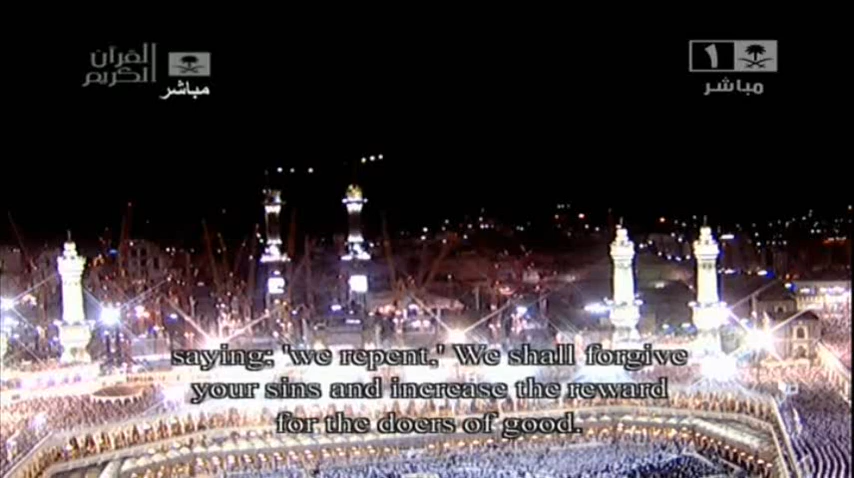 القرآن
الكريم
مباشر
١
مباشر
saying: 'we repent.' We shall forgive
your sins and increase the reward
for the doers of good.